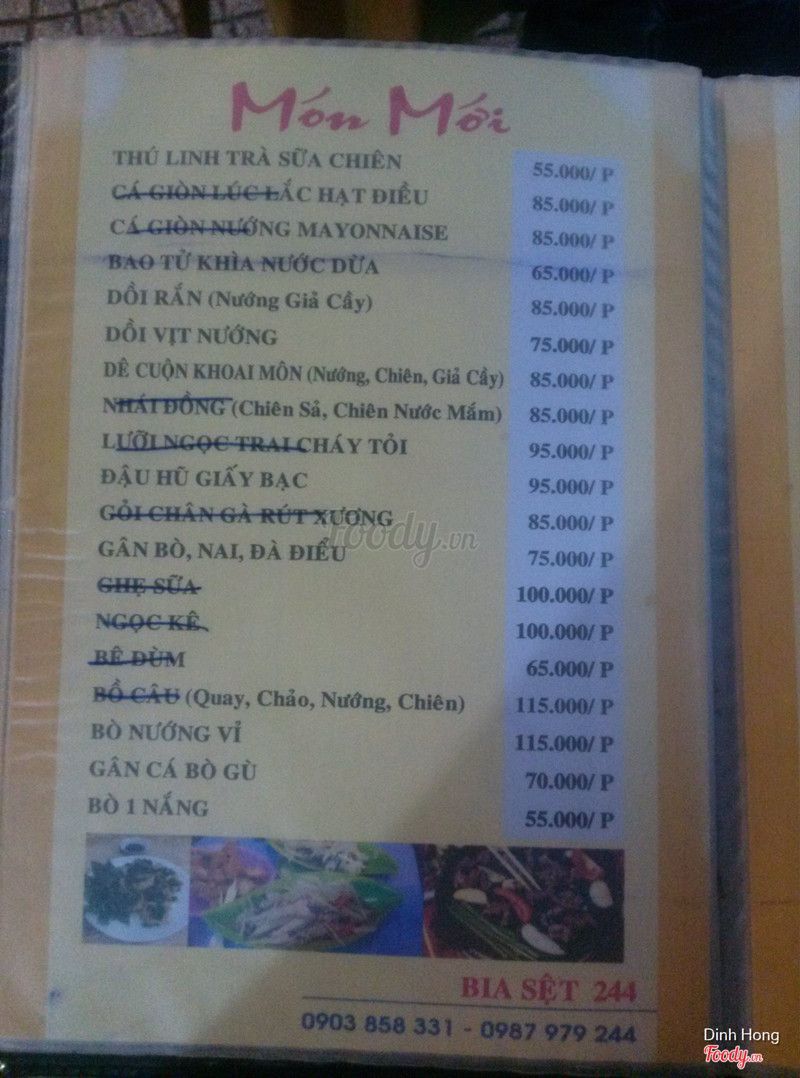 Món Mới
THÚ LINH TRÀ SỮA CHIÊN 55.000/ P
CÁ GIÒN LÚC LẮC HẠT ĐIỀU 85.000/ P
CÁ GIÒN NƯỚNG MAYONNAISE 85.000/ P
BAO TỬ KHÌA NƯỚC DỪA 65.000/ P
DỒI RẮN (Nướng Giả Cầy) 85.000/ P
DỒI VỊT NƯỚNG 75.000/ P
DÊ CUỘN KHOAI MÔN (Nướng, Chiên, Giả Cầy) 85.000/ P
NHÁI ĐỒNG (Chiên Sả, Chiên Nước Mắm) 85.000/ P
LƯỠI NGỌC TRAI CHÁY TỎI 95.000/ P
ĐẬU HŨ GIẤY BẠC 95.000/ P
GỎI CHÂN GÀ RÚT XƯƠNG 85.000/ P
GÂN BÒ, NAI, ĐÀ ĐIỂU 75.000/ P
GHẸ SỮA 100.000/ P
NGỌC KÊ 100.000/ P
BÊ ĐÙM 65.000/ P
BỒ CÂU (Quay, Chảo, Nướng, Chiên) 115.000/ P
BÒ NƯỚNG VỈ 115.000/ P
GÂN CÁ BÒ GÙ 70.000/ P
BÒ 1 NẮNG 55.000/ P
foody.vn
BIA SỆT 244
0903 858 331 - 0987 979 244
Dinh Hong
Foody.vn